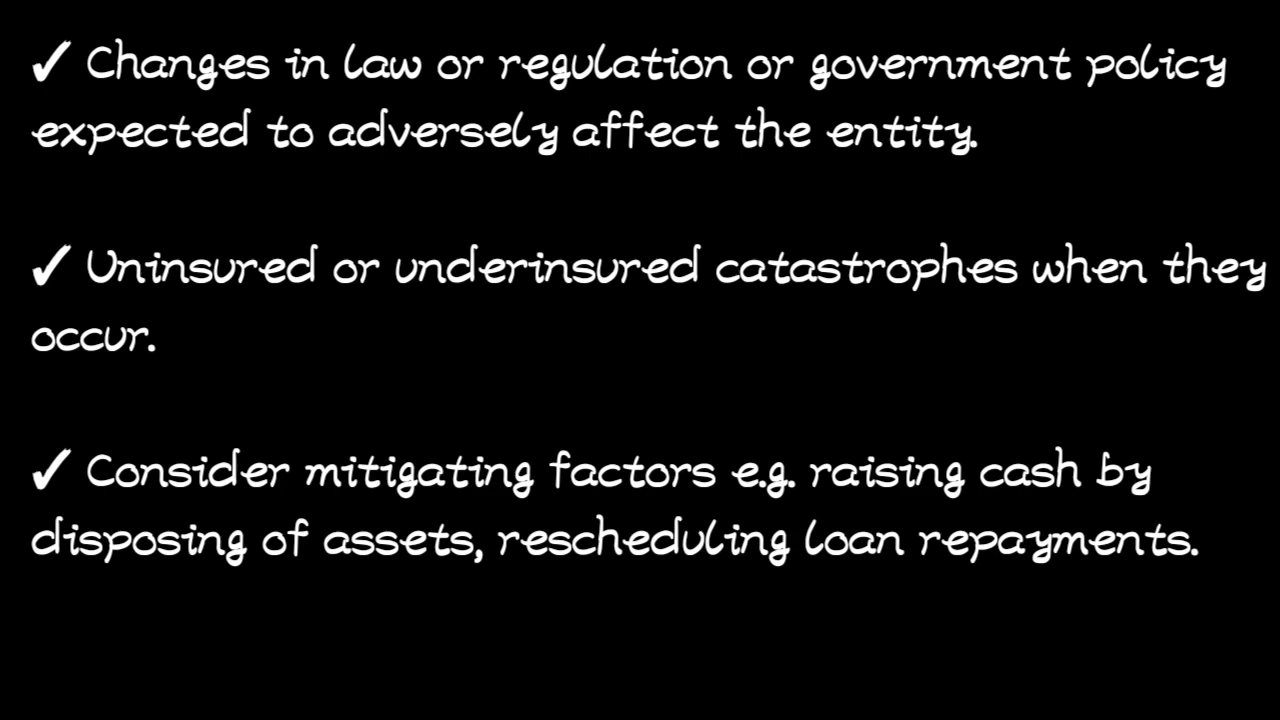 ✓ Changes in law or regulation or government policy
expected to adversely affect the entity.
✓ Uninsured or underinsured catastrophes when they
occur.
✓ Consider mitigating factors e.g. raising cash by
disposing of assets, rescheduling loan repayments.